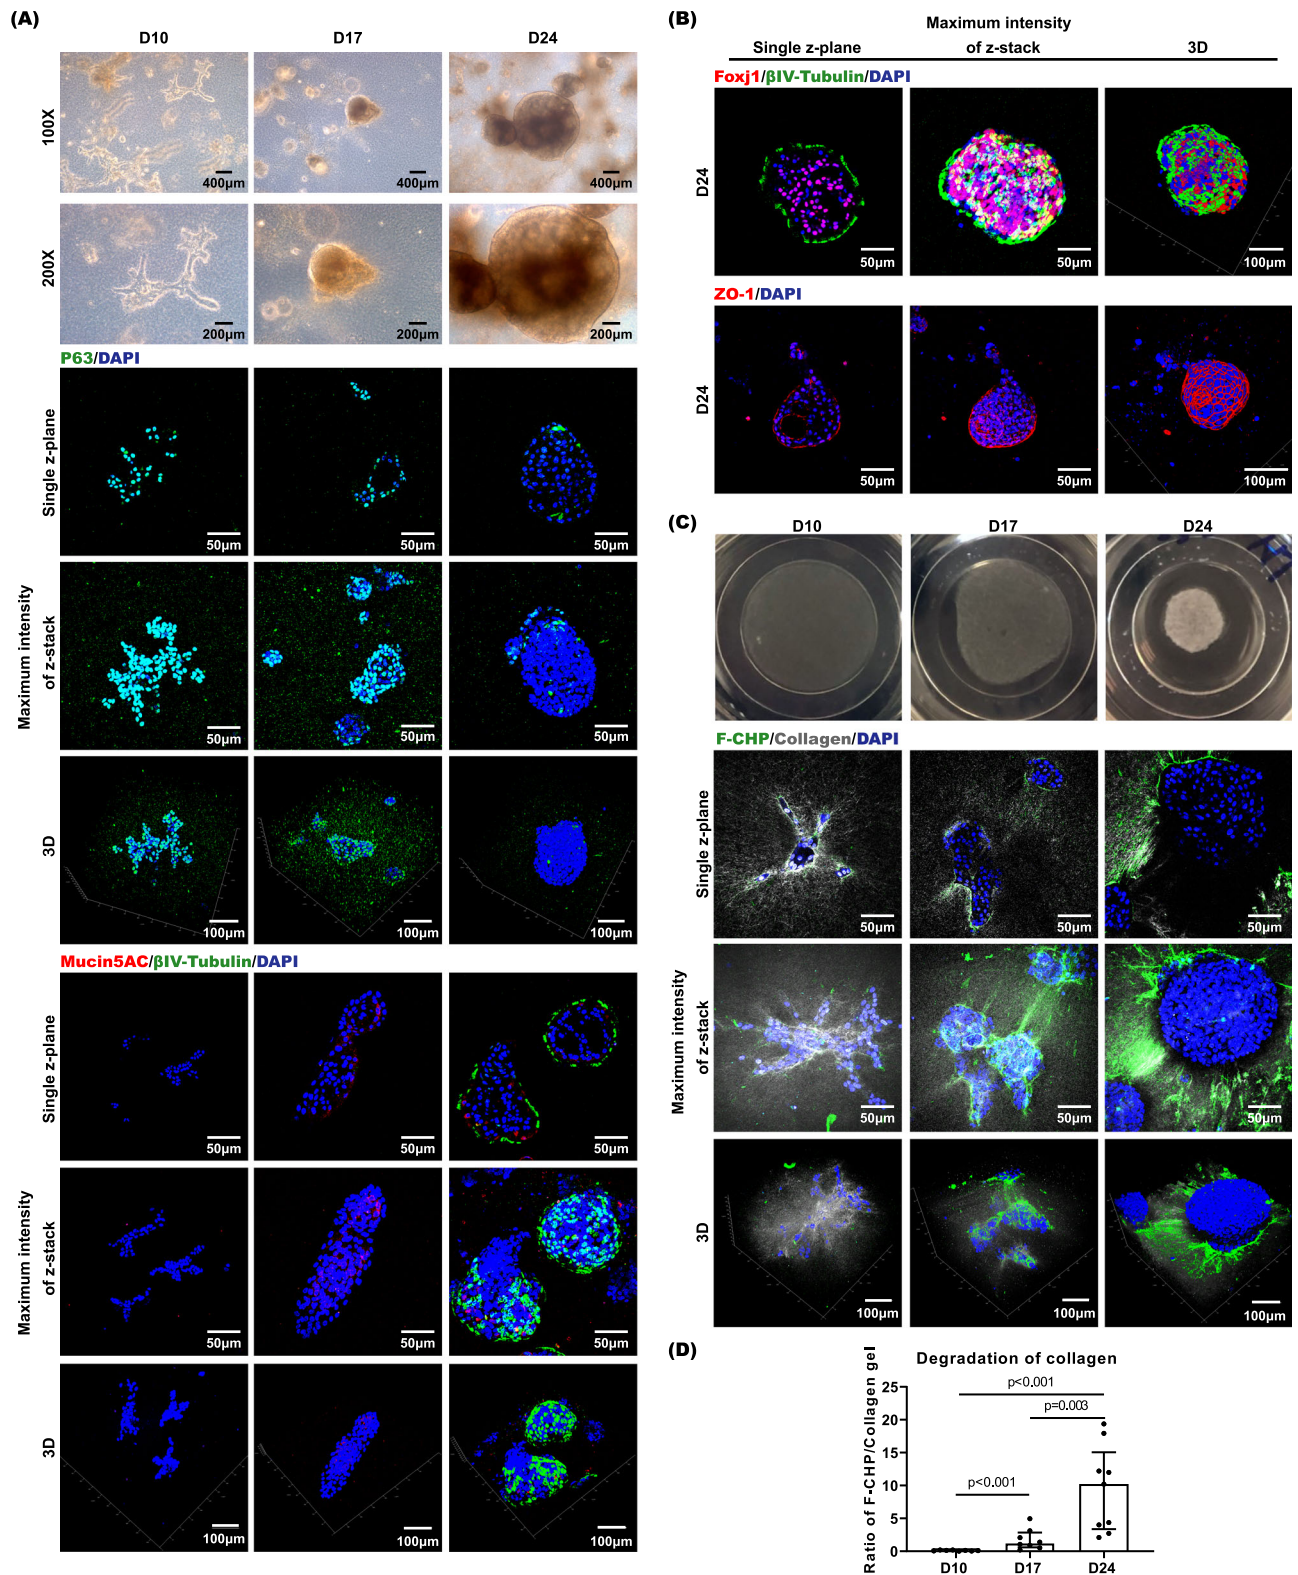 (A)
D10 D17 D24
100X
400μm 400μm 400μm
200X
200μm 200μm 200μm
P63/DAPI
Single z-plane
50μm 50μm 50μm
Maximum intensity
of z-stack
50μm 50μm 50μm
3D
100μm 100μm 100μm
Mucin5AC/βIV-Tubulin/DAPI
Single z-plane
50μm 50μm 50μm
Maximum intensity
of z-stack
50μm 50μm 50μm
3D
100μm 100μm 100μm
(B)
Maximum intensity
Single z-plane of z-stack 3D
Foxj1/βIV-Tubulin/DAPI
D24
50μm 50μm 100μm
ZO-1/DAPI
D24
50μm 50μm 100μm
(C)
D10 D17 D24
F-CHP/Collagen/DAPI
Single z-plane
50μm 50μm 50μm
Maximum intensity
of z-stack
50μm 50μm 50μm
3D
100μm 100μm 100μm
(D)
Degradation of collagen
Ratio of F-CHP/Collagen gel
25
20
15
10
5
0
p<0.001
p=0.003
p<0.001
D10 D17 D24